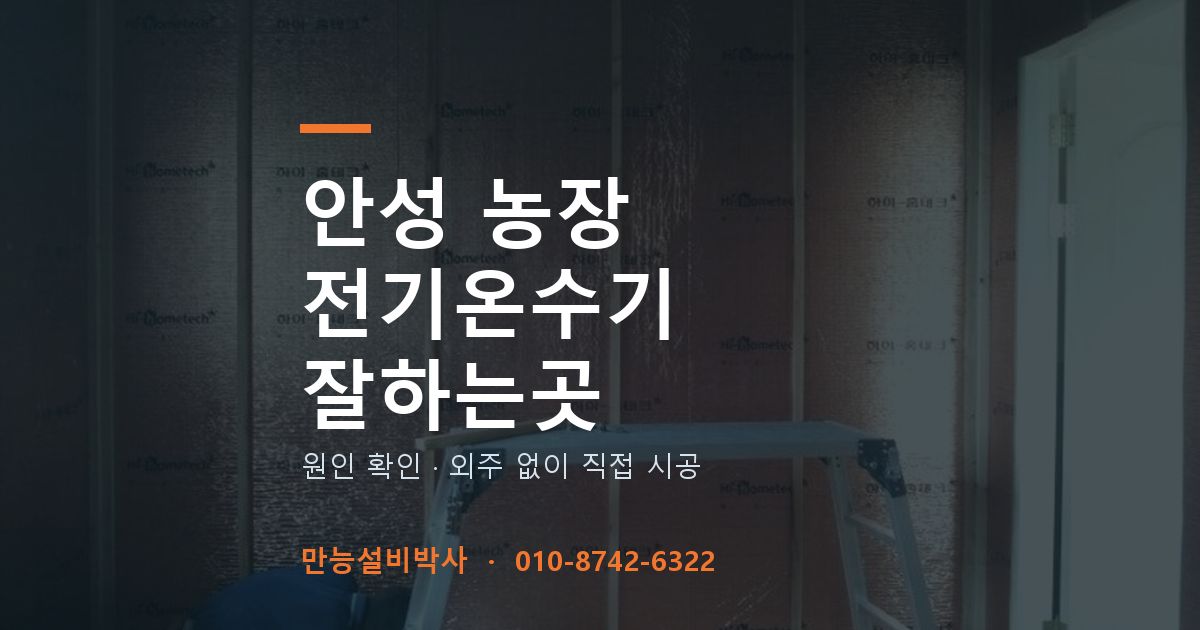 안성 농장
전기온수기
잘하는곳
원인 확인 · 외주 없이 직접 시공
만능설비박사 · 010-8742-6322